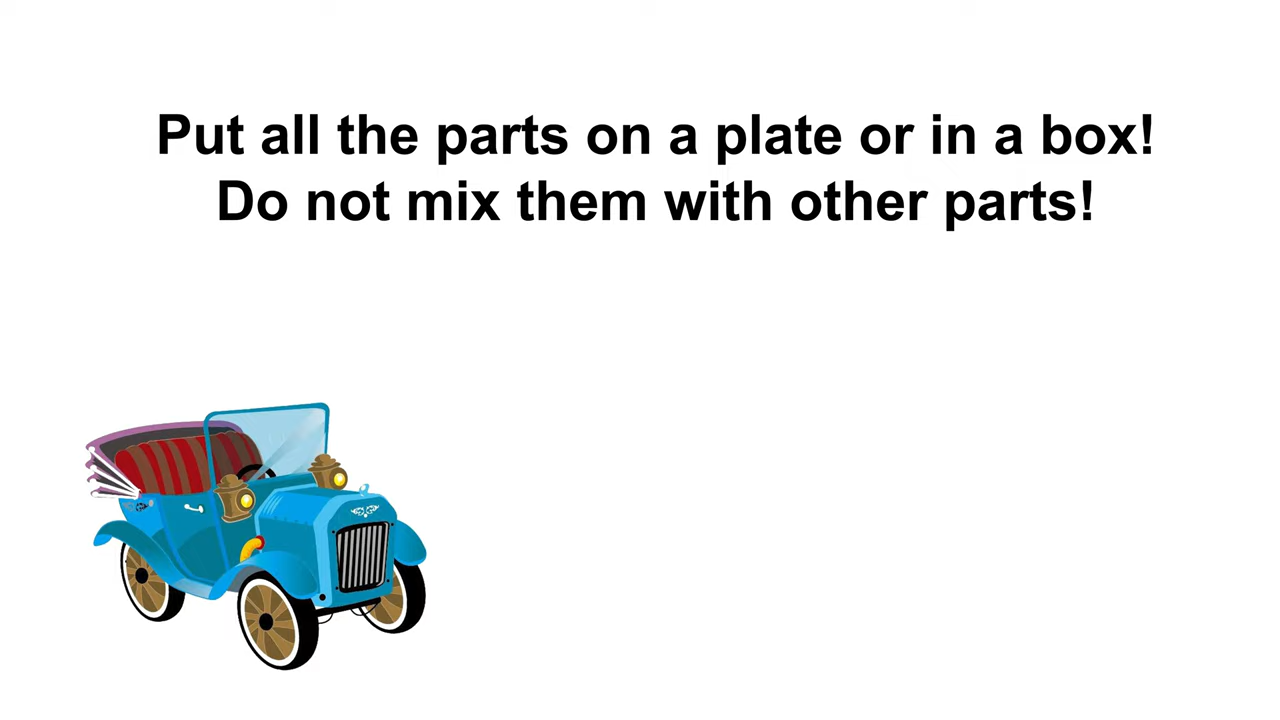 Put all the parts on a plate or in a box!
Do not mix them with other parts!